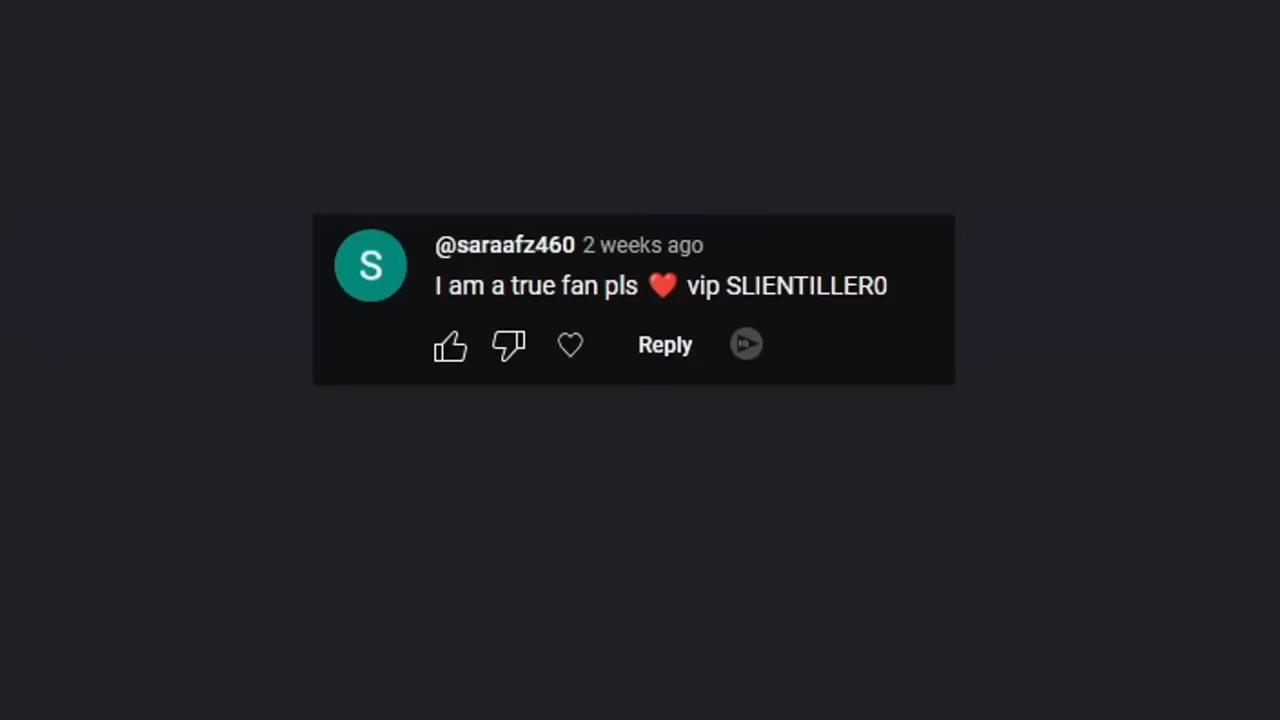 S
@saraafz460 2 weeks ago
I am a true fan pls ❤️ vip SLIENTILLER0
Reply